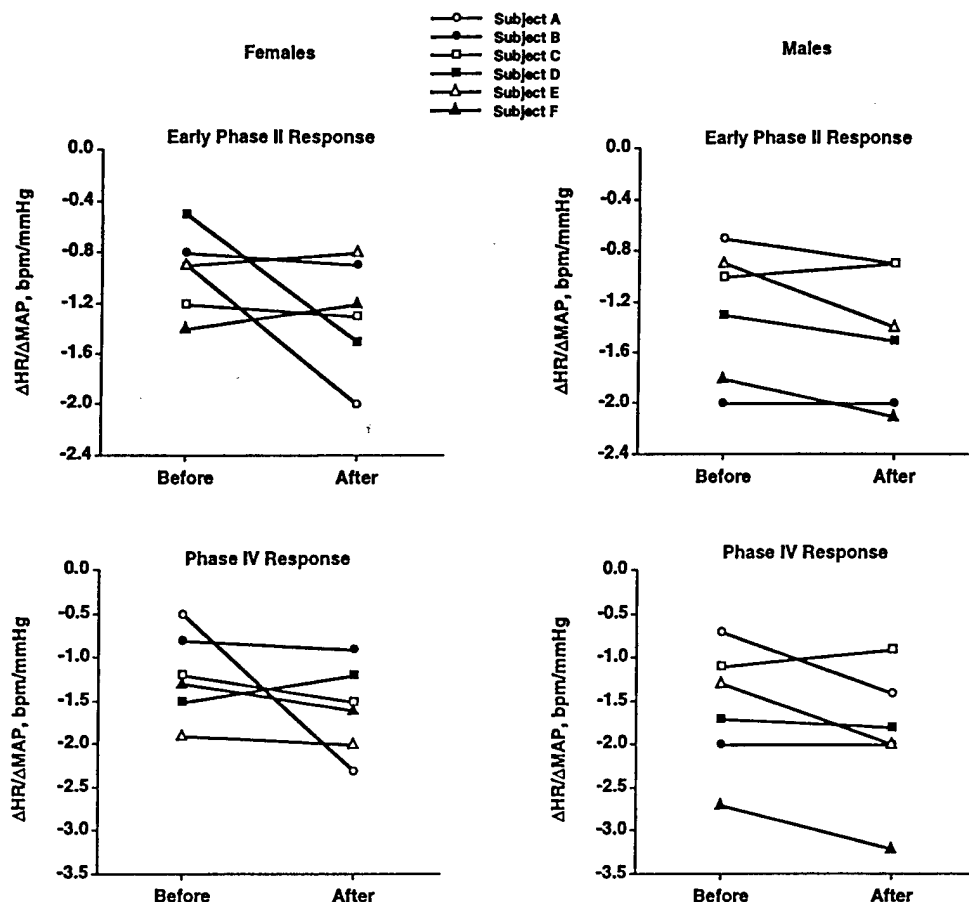 Females
Subject A
Subject B
Subject C
Subject D
Subject E
Subject F
Males
Early Phase II Response
ΔHR/ΔMAP, bpm/mmHg
0.0
-0.4
-0.8
-1.2
-1.6
-2.0
-2.4
Before After
Early Phase II Response
ΔHR/ΔMAP, bpm/mmHg
0.0
-0.4
-0.8
-1.2
-1.6
-2.0
-2.4
Before After
Phase IV Response
ΔHR/ΔMAP, bpm/mmHg
0.0
-0.5
-1.0
-1.5
-2.0
-2.5
-3.0
-3.5
Before After
Phase IV Response
ΔHR/ΔMAP, bpm/mmHg
0.0
-0.5
-1.0
-1.5
-2.0
-2.5
-3.0
-3.5
Before After